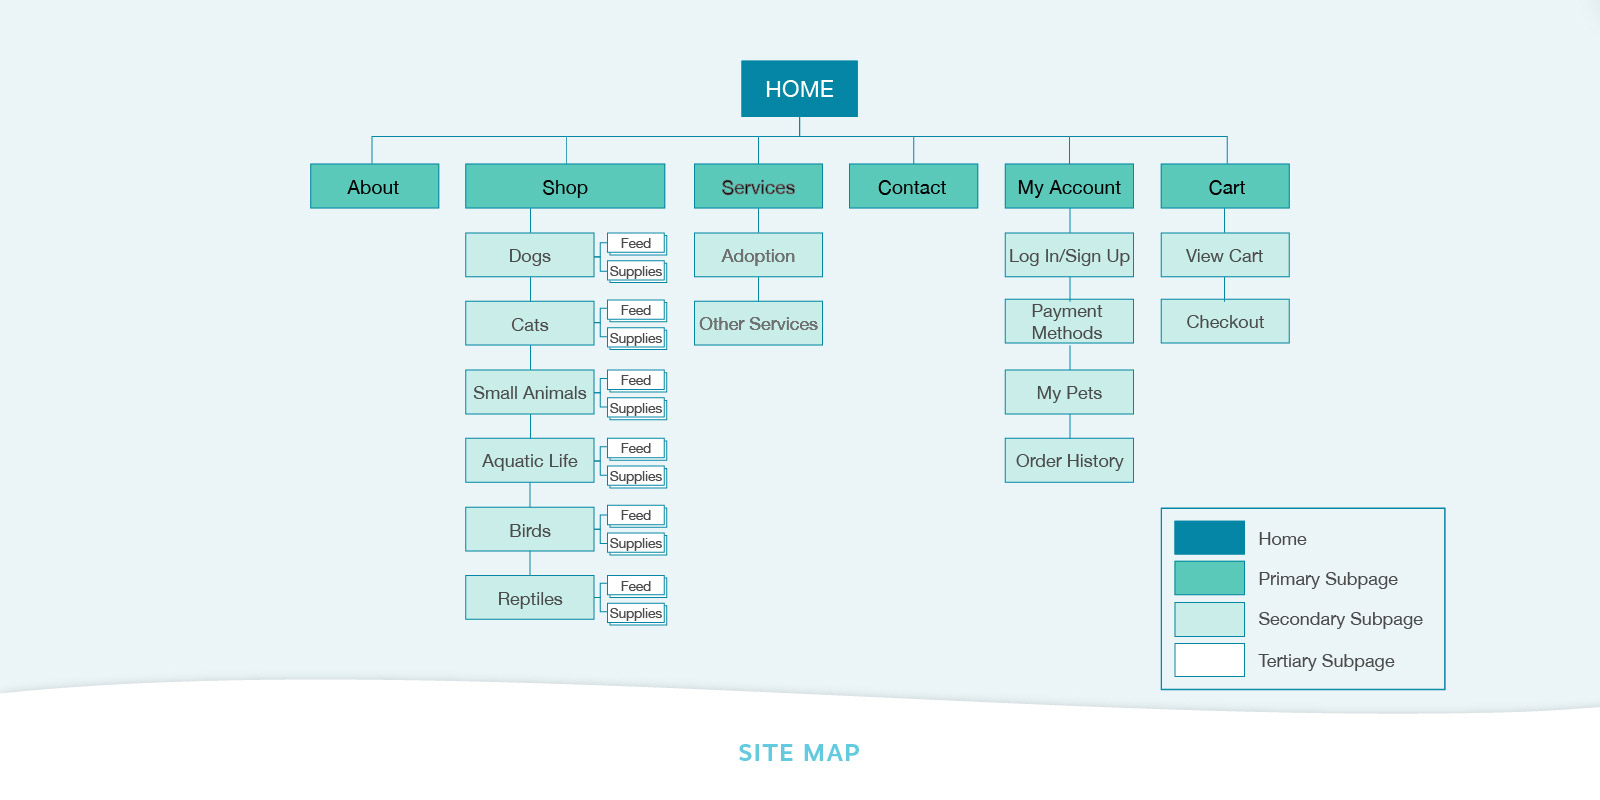 HOME
About
Shop
Services
Contact
My Account
Cart
Dogs
Feed
Supplies
Cats
Feed
Supplies
Small Animals
Feed
Supplies
Aquatic Life
Feed
Supplies
Birds
Feed
Supplies
Reptiles
Feed
Supplies
Adoption
Other Services
Log In/Sign Up
Payment
Methods
My Pets
Order History
View Cart
Checkout
Home
Primary Subpage
Secondary Subpage
Tertiary Subpage
SITE MAP